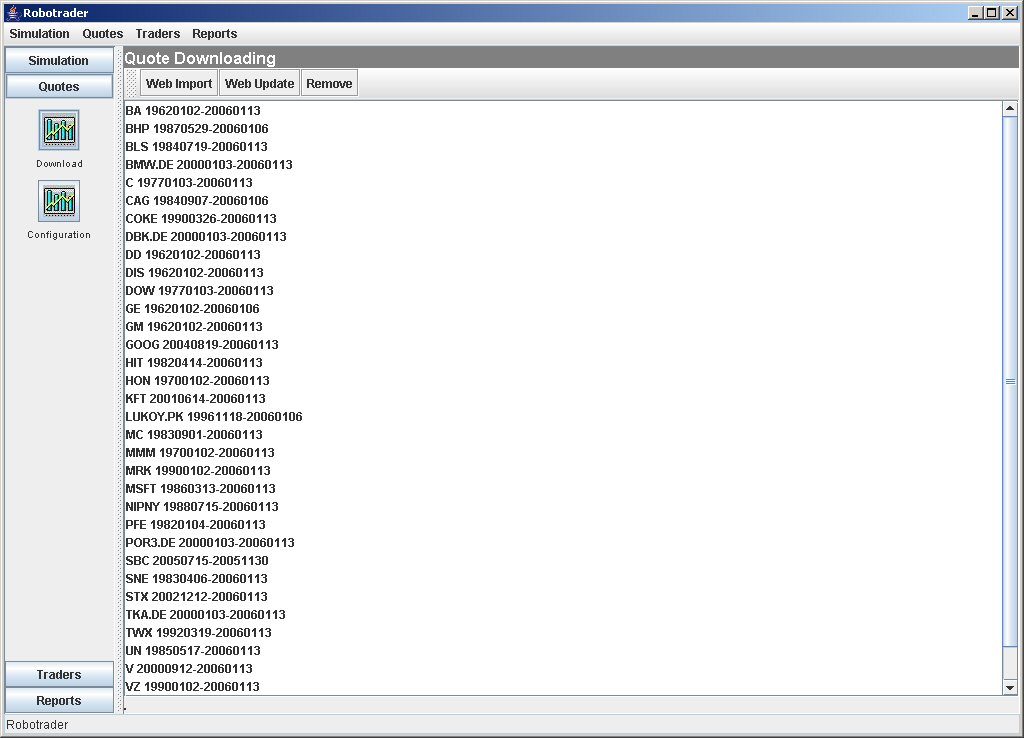 Robotrader
Simulation Quotes Traders Reports
Simulation
Quotes
Download
Configuration
Traders
Reports
Quote Downloading
Web Import Web Update Remove
BA 19620102-20060113
BHP 19870529-20060106
BLS 19840719-20060113
BMW.DE 20000103-20060113
C 19770103-20060113
CAG 19840907-20060106
COKE 19900326-20060113
DBK.DE 20000103-20060113
DD 19620102-20060113
DIS 19620102-20060113
DOW 19770103-20060113
GE 19620102-20060106
GM 19620102-20060113
GOOG 20040819-20060113
HIT 19820414-20060113
HON 19700102-20060113
KFT 20010614-20060113
LUKOY.PK 19961118-20060106
MC 19830901-20060113
MMM 19700102-20060113
MRK 19900102-20060113
MSFT 19860313-20060113
NIPNY 19880715-20060113
PFE 19820104-20060113
POR3.DE 20000103-20060113
SBC 20050715-20051130
SNE 19830406-20060113
STX 20021212-20060113
TKA.DE 20000103-20060113
TWX 19920319-20060113
UN 19850517-20060113
V 20000912-20060113
VZ 19900102-20060113
.
Robotrader